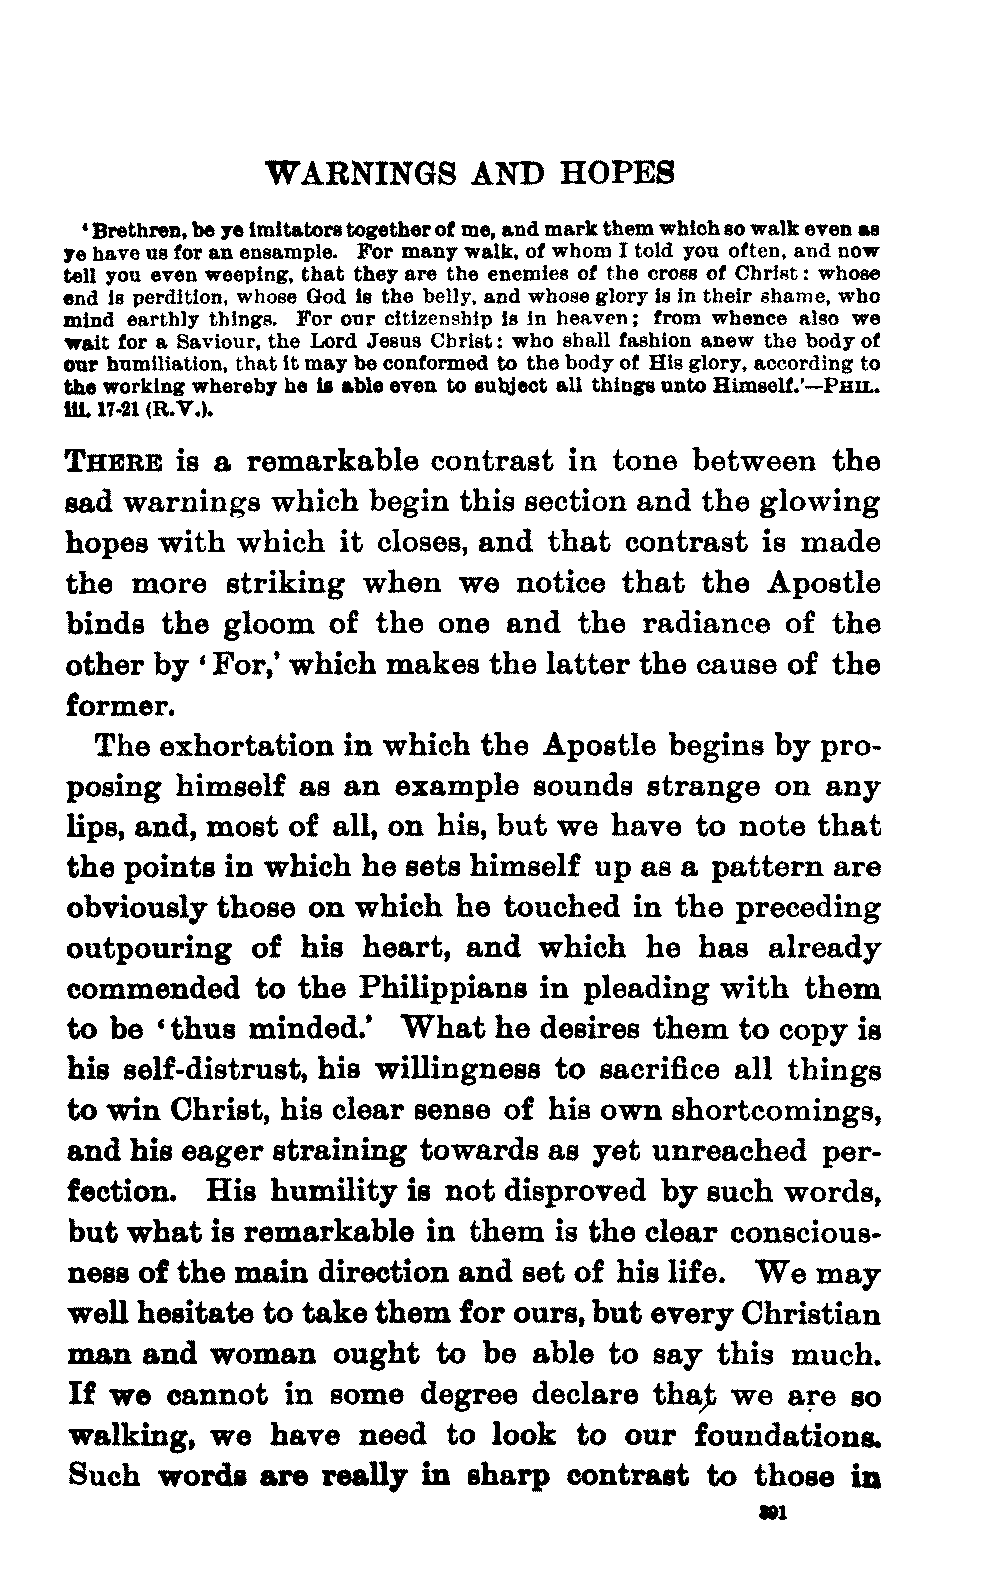 WARNINGS AND HOPES
‘Brethren, be ye imitators together of me, and mark them which so walk even as
ye have us for an ensample. For many walk, of whom I told you often, and now
tell you even weeping, that they are the enemies of the cross of Christ: whose
end is perdition, whose God is the belly, and whose glory is in their shame, who
mind earthly things. For our citizenship is in heaven; from whence also we
wait for a Saviour, the Lord Jesus Christ: who shall fashion anew the body of
our humiliation, that it may be conformed to the body of His glory, according to
the working whereby he is able even to subject all things unto Himself.’—PHIL.
iii. 17-21 (R.V.).
THERE is a remarkable contrast in tone between the
sad warnings which begin this section and the glowing
hopes with which it closes, and that contrast is made
the more striking when we notice that the Apostle
binds the gloom of the one and the radiance of the
other by ‘For,’ which makes the latter the cause of the
former.
The exhortation in which the Apostle begins by pro-
posing himself as an example sounds strange on any
lips, and, most of all, on his, but we have to note that
the points in which he sets himself up as a pattern are
obviously those on which he touched in the preceding
outpouring of his heart, and which he has already
commended to the Philippians in pleading with them
to be ‘thus minded.’ What he desires them to copy is
his self-distrust, his willingness to sacrifice all things
to win Christ, his clear sense of his own shortcomings,
and his eager straining towards as yet unreached per-
fection. His humility is not disproved by such words,
but what is remarkable in them is the clear conscious-
ness of the main direction and set of his life. We may
well hesitate to take them for ours, but every Christian
man and woman ought to be able to say this much.
If we cannot in some degree declare that we are so
walking, we have need to look to our foundations.
Such words are really in sharp contrast to those in